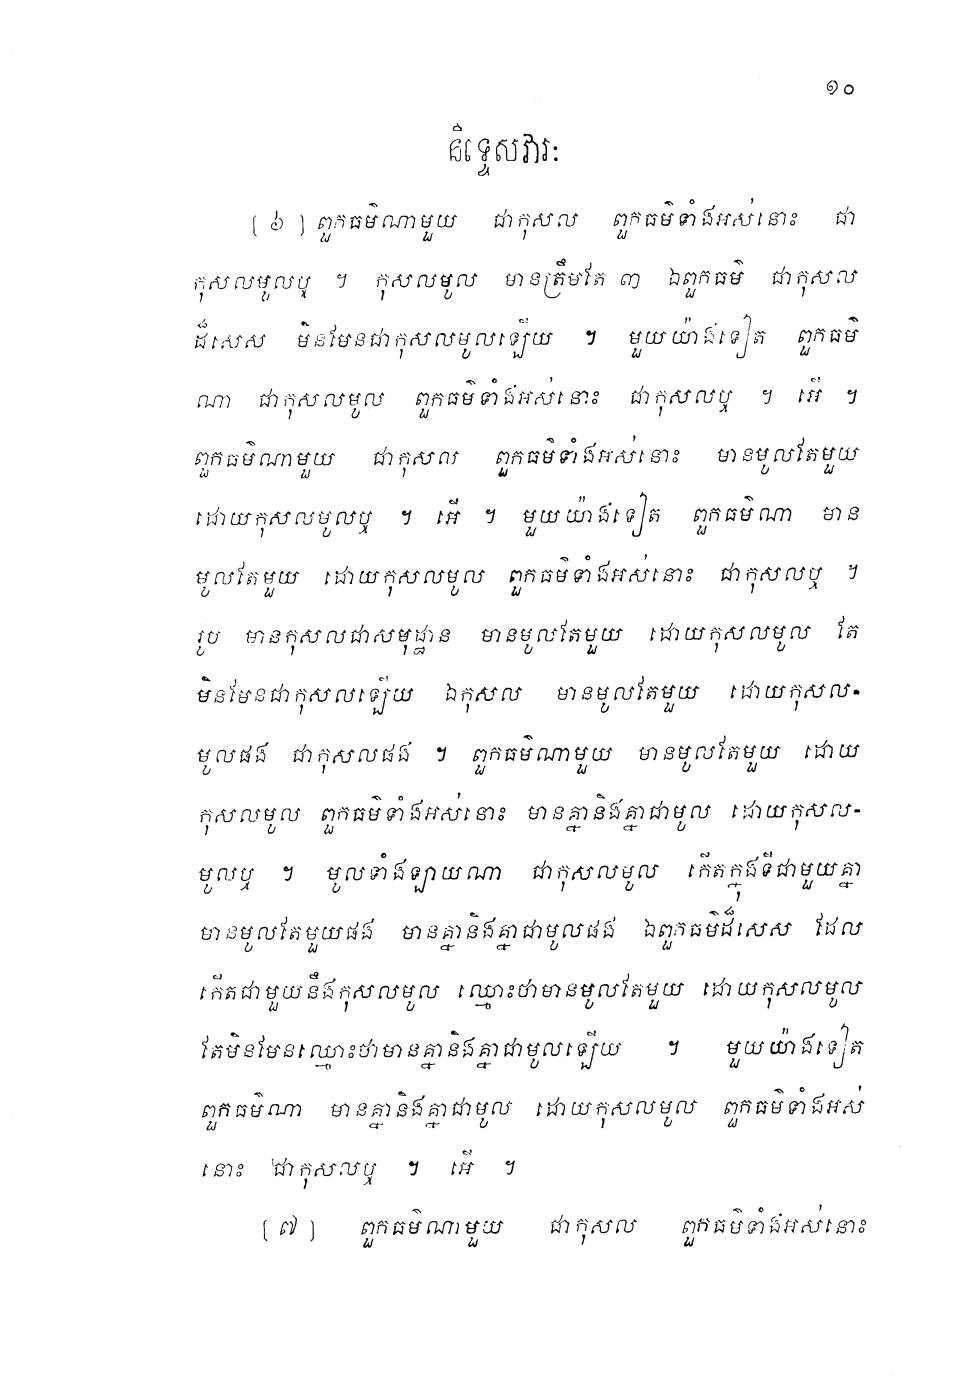 ១០
និទ្ទេសវារៈ
[ ៦ ] ពួកធម៌ណាមួយ ជាកុសល ពួកធម៌ទាំងអស់នោះ ជា
កុសលមូលឬ ។ កុសលមូល មានត្រឹមតែ ៣ ឯពួកធម៌ ជាកុសល
ដ៏សេស មិនមែនជាកុសលមូលឡើយ ។ មួយយ៉ាងទៀត ពួកធម៌
ណា ជាកុសលមូល ពួកធម៌ទាំងអស់នោះ ជាកុសលឬ ។ អើ ។
ពួកធម៌ណាមួយ ជាកុសល ពួកធម៌ទាំងអស់នោះ មានមូលតែមួយ
ដោយកុសលមូលឬ ។ អើ ។ មួយយ៉ាងទៀត ពួកធម៌ណា មាន
មូលតែមួយ ដោយកុសលមូល ពួកធម៌ទាំងអស់នោះ ជាកុសលឬ ។
រូប មានកុសលជាសមុដ្ឋាន មានមូលតែមួយ ដោយកុសលមូល តែ
មិនមែនជាកុសលឡើយ ឯកុសល មានមូលតែមួយ ដោយកុសល-
មូលផង ជាកុសលផង ។ ពួកធម៌ណាមួយ មានមូលតែមួយ ដោយ
កុសលមូល ពួកធម៌ទាំងអស់នោះ មានគ្នានិងគ្នាជាមូល ដោយកុសល-
មូលឬ ។ មូលទាំងឡាយណា ជាកុសលមូល កើតក្នុងទីជាមួយគ្នា
មានមូលតែមួយផង មានគ្នានិងគ្នាជាមូលផង ឯពួកធម៌ដ៏សេស ដែល
កើតជាមួយនឹងកុសលមូល ឈ្មោះថាមានមូលតែមួយ ដោយកុសលមូល
តែមិនមែនឈ្មោះថាមានគ្នានិងគ្នាជាមូលឡើយ ។ មួយយ៉ាងទៀត
ពួកធម៌ណា មានគ្នានិងគ្នាជាមូល ដោយកុសលមូល ពួកធម៌ទាំងអស់
នោះ ជាកុសលឬ ។ អើ ។
[ ៧ ] ពួកធម៌ណាមួយ ជាកុសល ពួកធម៌ទាំងអស់នោះ